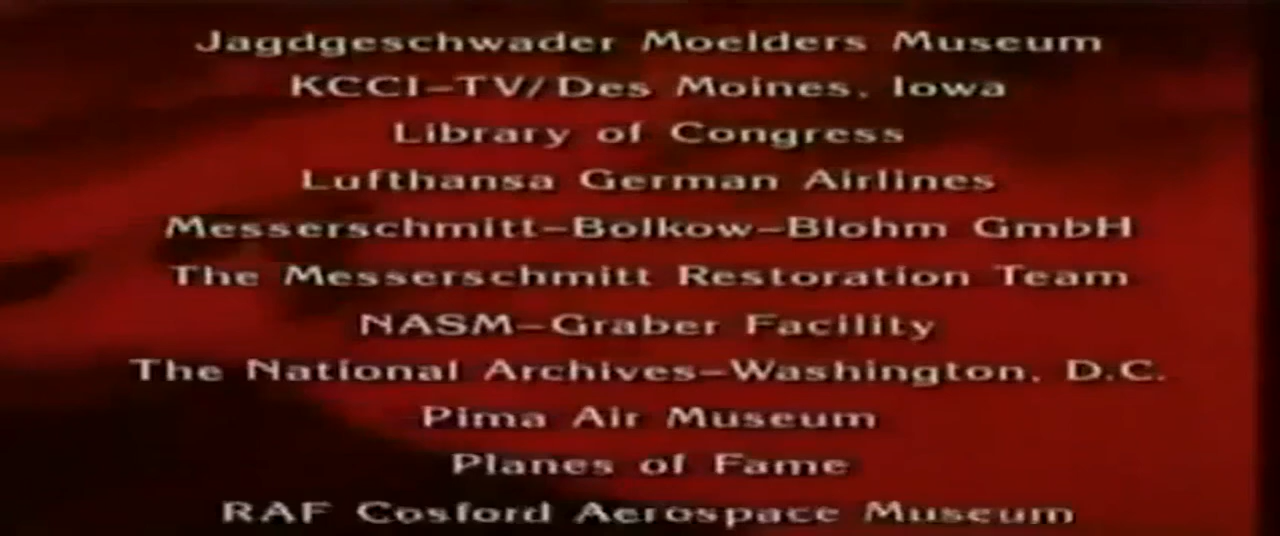 Jagdgeschwader Moelders Museum
KCCI-TV/Des Moines, Iowa
Library of Congress
Lufthansa German Airlines
Messerschmitt-Bolkow-Blohm GmbH
The Messerschmitt Restoration Team
NASM-Graber Facility
The National Archives-Washington, D.C.
Pima Air Museum
Planes of Fame
RAF Cosford Aerospace Museum